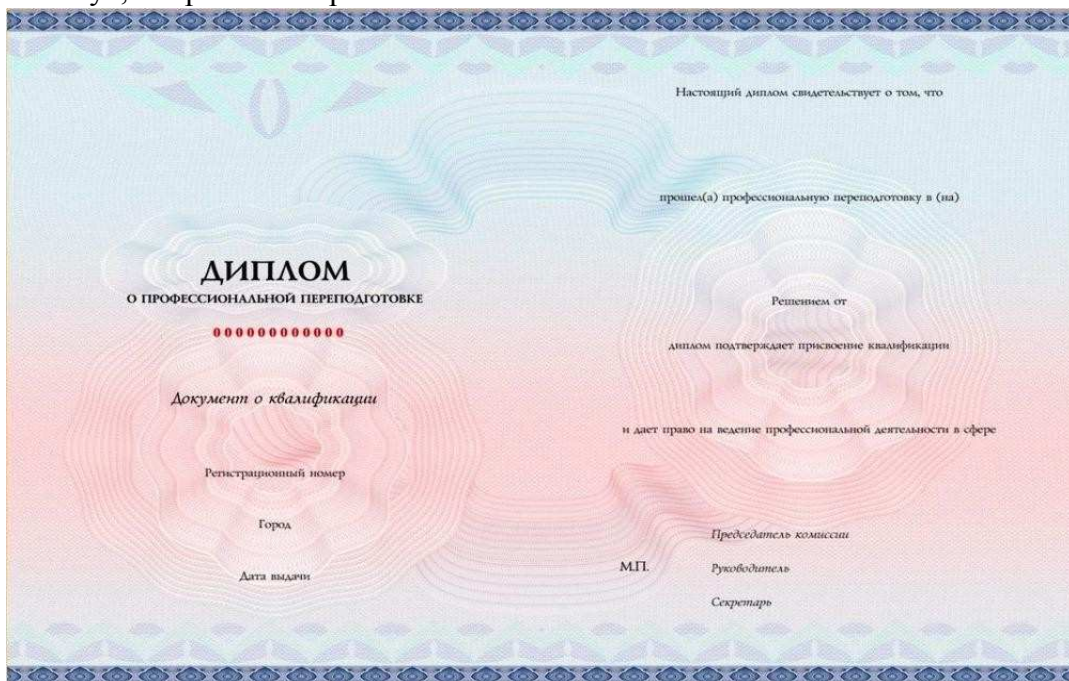 ДИПЛОМ
О ПРОФЕССИОНАЛЬНОЙ ПЕРЕПОДГОТОВКЕ
000000000000
Документ о квалификации
Регистрационный номер
Город
Дата выдачи
Настоящий диплом свидетельствует о том, что
прошел(а) профессиональную переподготовку в (на)
Решением от
диплом подтверждает присвоение квалификации
и дает право на ведение профессиональной деятельности в сфере
Председатель комиссии
М.П.
Руководитель
Секретарь